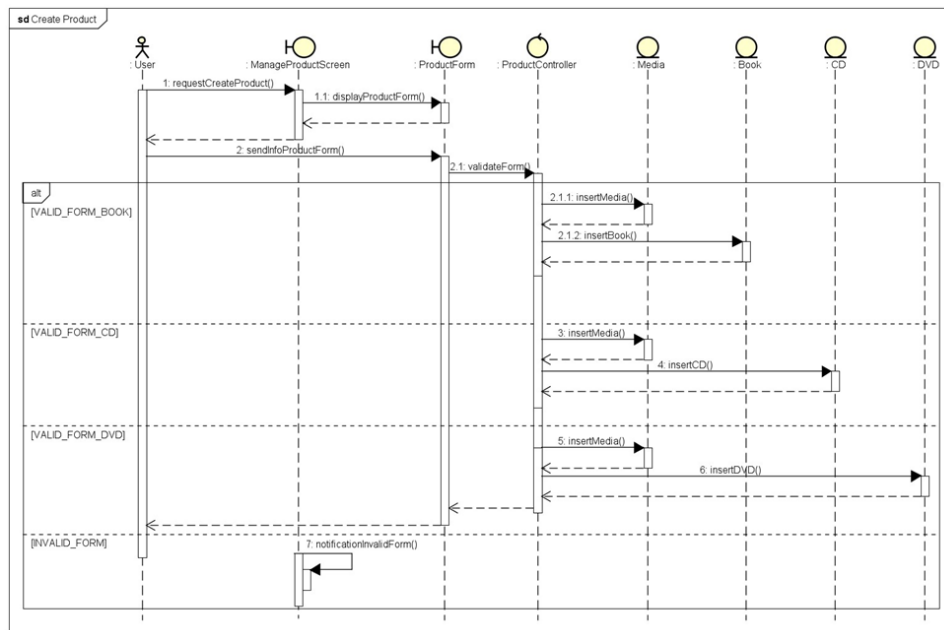 sd Create Product
: User
: ManageProductScreen
: ProductForm
: ProductController
: Media
: Book
: CD
: DVD
1: requestCreateProduct()
1.1: displayProductForm()
2: sendInfoProductForm()
2.1: validateForm()
alt
[VALID_FORM_BOOK]
2.1.1: insertMedia()
2.1.2: insertBook()
[VALID_FORM_CD]
3: insertMedia()
4: insertCD()
[VALID_FORM_DVD]
5: insertMedia()
6: insertDVD()
[INVALID_FORM]
7: notificationInvalidForm()